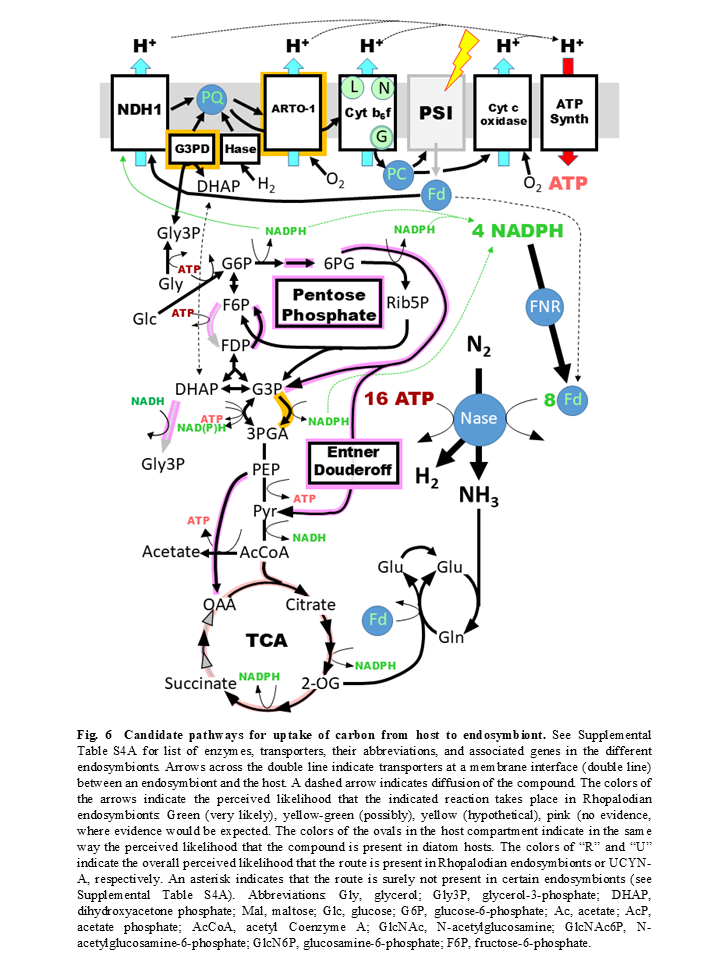 H+ H+ H+ H+ H+
NDH1
PQ
ARTO-1
L N
Cyt b6f
G
PSI
Cyt c
oxidase
ATP
Synth
G3PD
Hase
PC
DHAP
H2
O2
Fd
O2
ATP
Gly3P
NADPH
NADPH
4 NADPH
ATP
G6P
6PG
Gly
Pentose
Phosphate
Rib5P
Glc
ATP
F6P
FNR
FDP
N2
DHAP
G3P
16 ATP
8 Fd
NADH
ATP
NAD(P)H
NADPH
Nase
3PGA
Gly3P
Entner
Douderoff
H2
PEP
NH3
ATP
Pyr
ATP
NADH
Acetate
AcCoA
Glu
Glu
OAA
Citrate
Fd
TCA
Gln
NADPH
NADPH
Succinate
2-OG
Fig. 6 Candidate pathways for uptake of carbon from host to endosymbiont. See Supplemental
Table S4A for list of enzymes, transporters, their abbreviations, and associated genes in the different
endosymbionts. Arrows across the double line indicate transporters at a membrane interface (double line)
between an endosymbiont and the host. A dashed arrow indicates diffusion of the compound. The colors of
the arrows indicate the perceived likelihood that the indicated reaction takes place in Rhopalodian
endosymbionts: Green (very likely), yellow-green (possibly), yellow (hypothetical), pink (no evidence,
where evidence would be expected. The colors of the ovals in the host compartment indicate in the same
way the perceived likelihood that the compound is present in diatom hosts. The colors of “R” and “U”
indicate the overall perceived likelihood that the route is present in Rhopalodian endosymbionts or UCYN-
A, respectively. An asterisk indicates that the route is surely not present in certain endosymbionts (see
Supplemental Table S4A). Abbreviations: Gly, glycerol; Gly3P, glycerol-3-phosphate; DHAP,
dihydroxyacetone phosphate; Mal, maltose; Glc, glucose; G6P, glucose-6-phosphate; Ac, acetate; AcP,
acetate phosphate; AcCoA, acetyl Coenzyme A; GlcNAc, N-acetylglucosamine; GlcNAc6P, N-
acetylglucosamine-6-phosphate; GlcN6P, glucosamine-6-phosphate; F6P, fructose-6-phosphate.